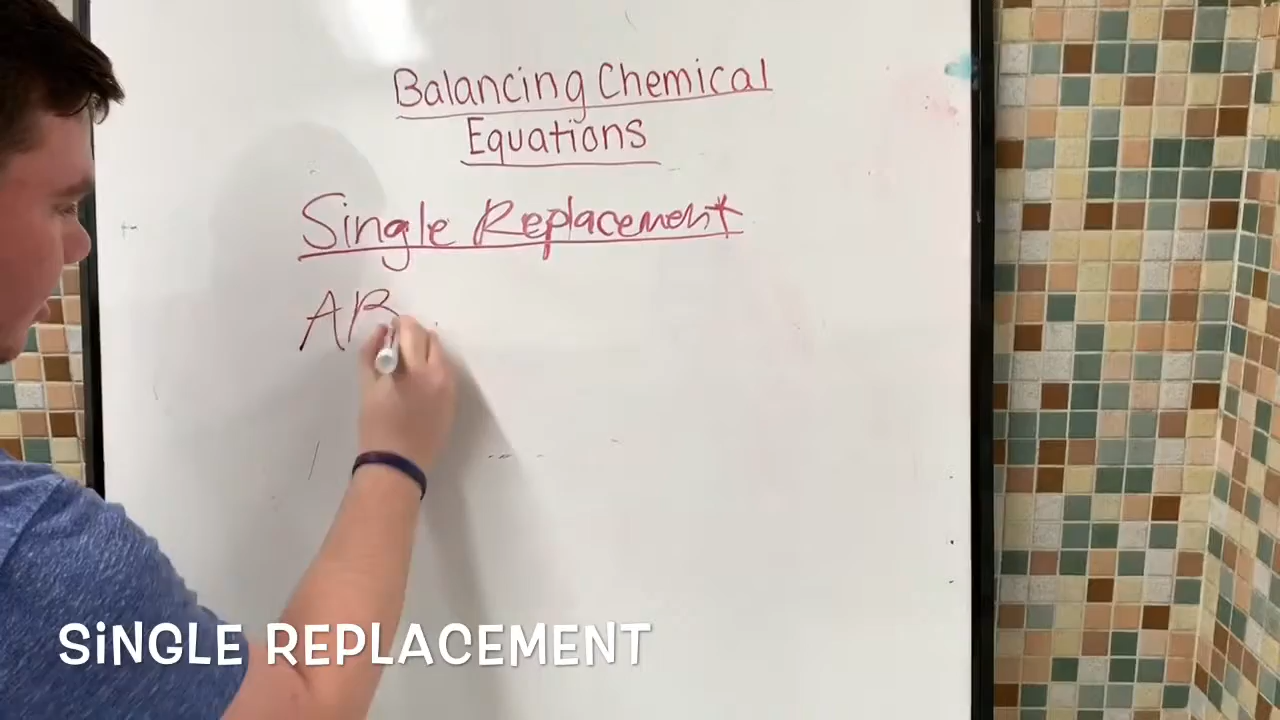 Balancing Chemical
Equations
Single Replacement
AB
SiNGLE REPLACEMENT